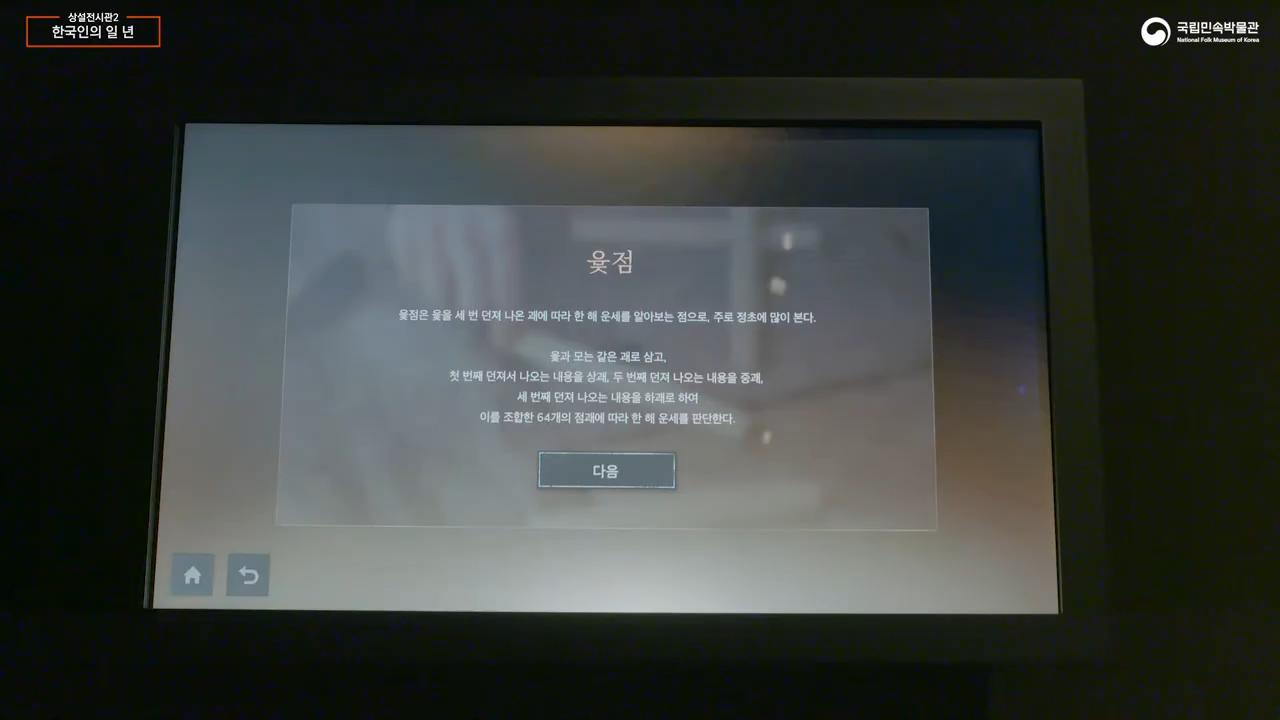 상설전시관2
한국인의 일 년
국립민속박물관
National Folk Museum of Korea
윷점
윷점은 윷을 세 번 던져 나온 괘에 따라 한 해 운세를 알아보는 점으로, 주로 정초에 많이 본다.
윷과 모는 같은 괘로 삼고,
첫 번째 던져서 나오는 내용을 상괘, 두 번째 던져 나오는 내용을 중괘,
세 번째 던져 나오는 내용을 하괘로 하여
이를 조합한 64개의 점괘에 따라 한 해 운세를 판단한다.
다음